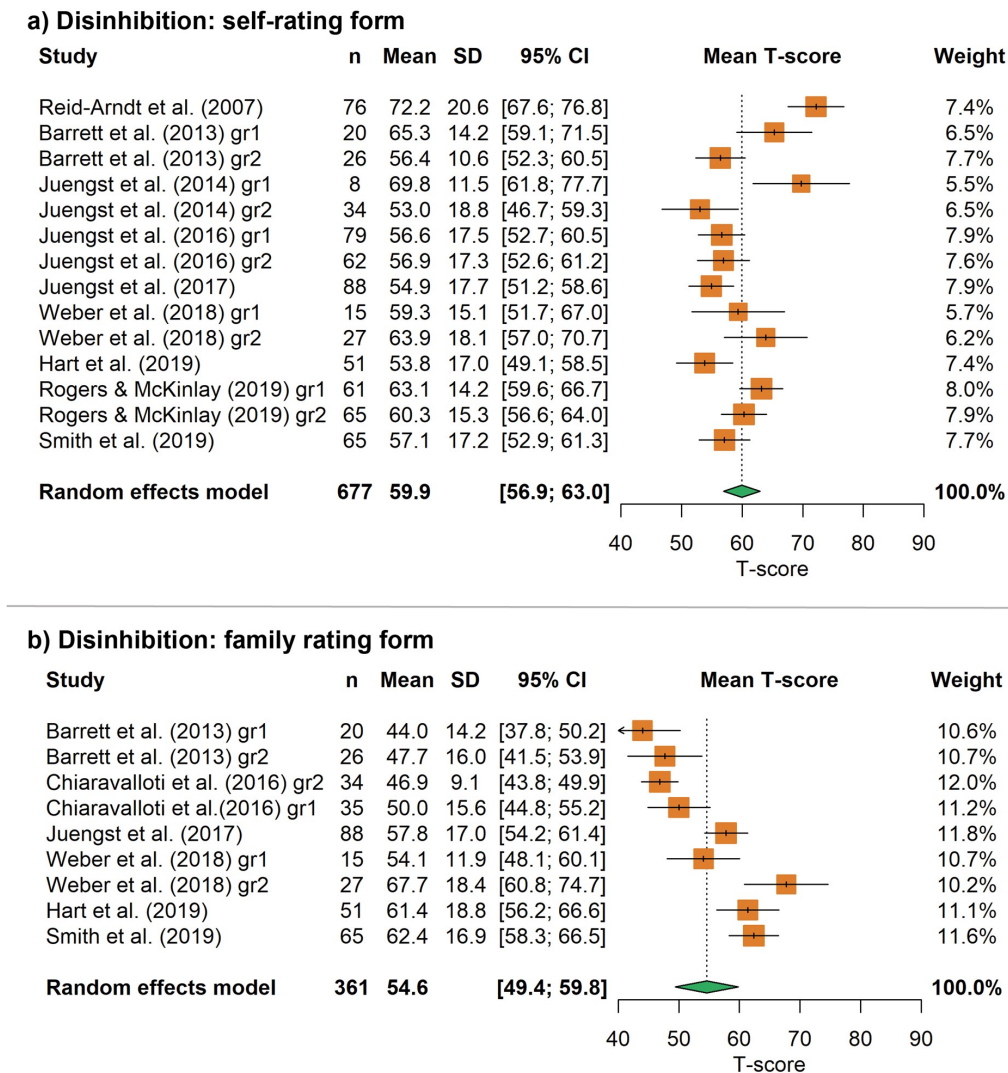 a) Disinhibition: self-rating form
Study n Mean SD 95% CI Mean T-score Weight
Reid-Arndt et al. (2007) 76 72.2 20.6 [67.6; 76.8] 7.4%
Barrett et al. (2013) gr1 20 65.3 14.2 [59.1; 71.5] 6.5%
Barrett et al. (2013) gr2 26 56.4 10.6 [52.3; 60.5] 7.7%
Juengst et al. (2014) gr1 8 69.8 11.5 [61.8; 77.7] 5.5%
Juengst et al. (2014) gr2 34 53.0 18.8 [46.7; 59.3] 6.5%
Juengst et al. (2016) gr1 79 56.6 17.5 [52.7; 60.5] 7.9%
Juengst et al. (2016) gr2 62 56.9 17.3 [52.6; 61.2] 7.6%
Juengst et al. (2017) 88 54.9 17.7 [51.2; 58.6] 7.9%
Weber et al. (2018) gr1 15 59.3 15.1 [51.7; 67.0] 5.7%
Weber et al. (2018) gr2 27 63.9 18.1 [57.0; 70.7] 6.2%
Hart et al. (2019) 51 53.8 17.0 [49.1; 58.5] 7.4%
Rogers & McKinlay (2019) gr1 61 63.1 14.2 [59.6; 66.7] 8.0%
Rogers & McKinlay (2019) gr2 65 60.3 15.3 [56.6; 64.0] 7.9%
Smith et al. (2019) 65 57.1 17.2 [52.9; 61.3] 7.7%
Random effects model 677 59.9 [56.9; 63.0] 100.0%
40 50 60 70 80 90
T-score
b) Disinhibition: family rating form
Study n Mean SD 95% CI Mean T-score Weight
Barrett et al. (2013) gr1 20 44.0 14.2 [37.8; 50.2] 10.6%
Barrett et al. (2013) gr2 26 47.7 16.0 [41.5; 53.9] 10.7%
Chiaravalloti et al. (2016) gr2 34 46.9 9.1 [43.8; 49.9] 12.0%
Chiaravalloti et al.(2016) gr1 35 50.0 15.6 [44.8; 55.2] 11.2%
Juengst et al. (2017) 88 57.8 17.0 [54.2; 61.4] 11.8%
Weber et al. (2018) gr1 15 54.1 11.9 [48.1; 60.1] 10.7%
Weber et al. (2018) gr2 27 67.7 18.4 [60.8; 74.7] 10.2%
Hart et al. (2019) 51 61.4 18.8 [56.2; 66.6] 11.1%
Smith et al. (2019) 65 62.4 16.9 [58.3; 66.5] 11.6%
Random effects model 361 54.6 [49.4; 59.8] 100.0%
40 50 60 70 80 90
T-score